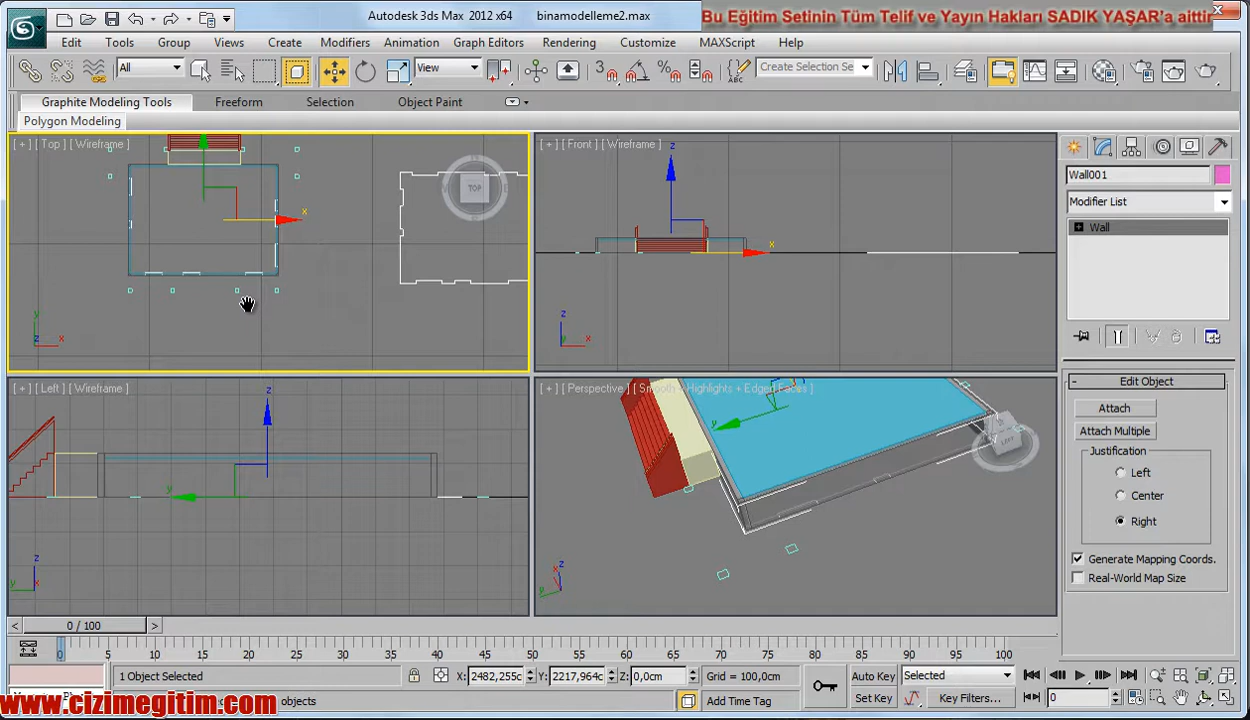 Autodesk 3ds Max 2012 x64 binamodelleme2.max
Bu Eğitim Setinin Tüm Telif ve Yayın Hakları SADIK YAŞAR'a aittir
Edit Tools Group Views Create Modifiers Animation Graph Editors Rendering Customize MAXScript Help
All View 3 Create Selection Se
Graphite Modeling Tools Freeform Selection Object Paint
Polygon Modeling
[ + ] [ Top ] [ Wireframe ]
[ + ] [ Front ] [ Wireframe ]
TOP
x
y
z
x
z
x
z
x
Wall001
Modifier List
Wall
[ + ] [ Left ] [ Wireframe ]
[ + ] [ Perspective ] [ Smooth + Highlights + Edged Faces ]
z
y
z
y
x
y
z
x
y
LEFT
Edit Object
Attach
Attach Multiple
Justification
Left
Center
Right
Generate Mapping Coords.
Real-World Map Size
< 0 / 100 >
0 5 10 15 20 25 30 35 40 45 50 55 60 65 70 75 80 85 90 95 100
1 Object Selected X: 2482,255c Y: 2217,964c Z: 0,0cm Grid = 100,0cm Auto Key Selected
objects Add Time Tag Set Key Key Filters... 0
www.cizimegitim.com